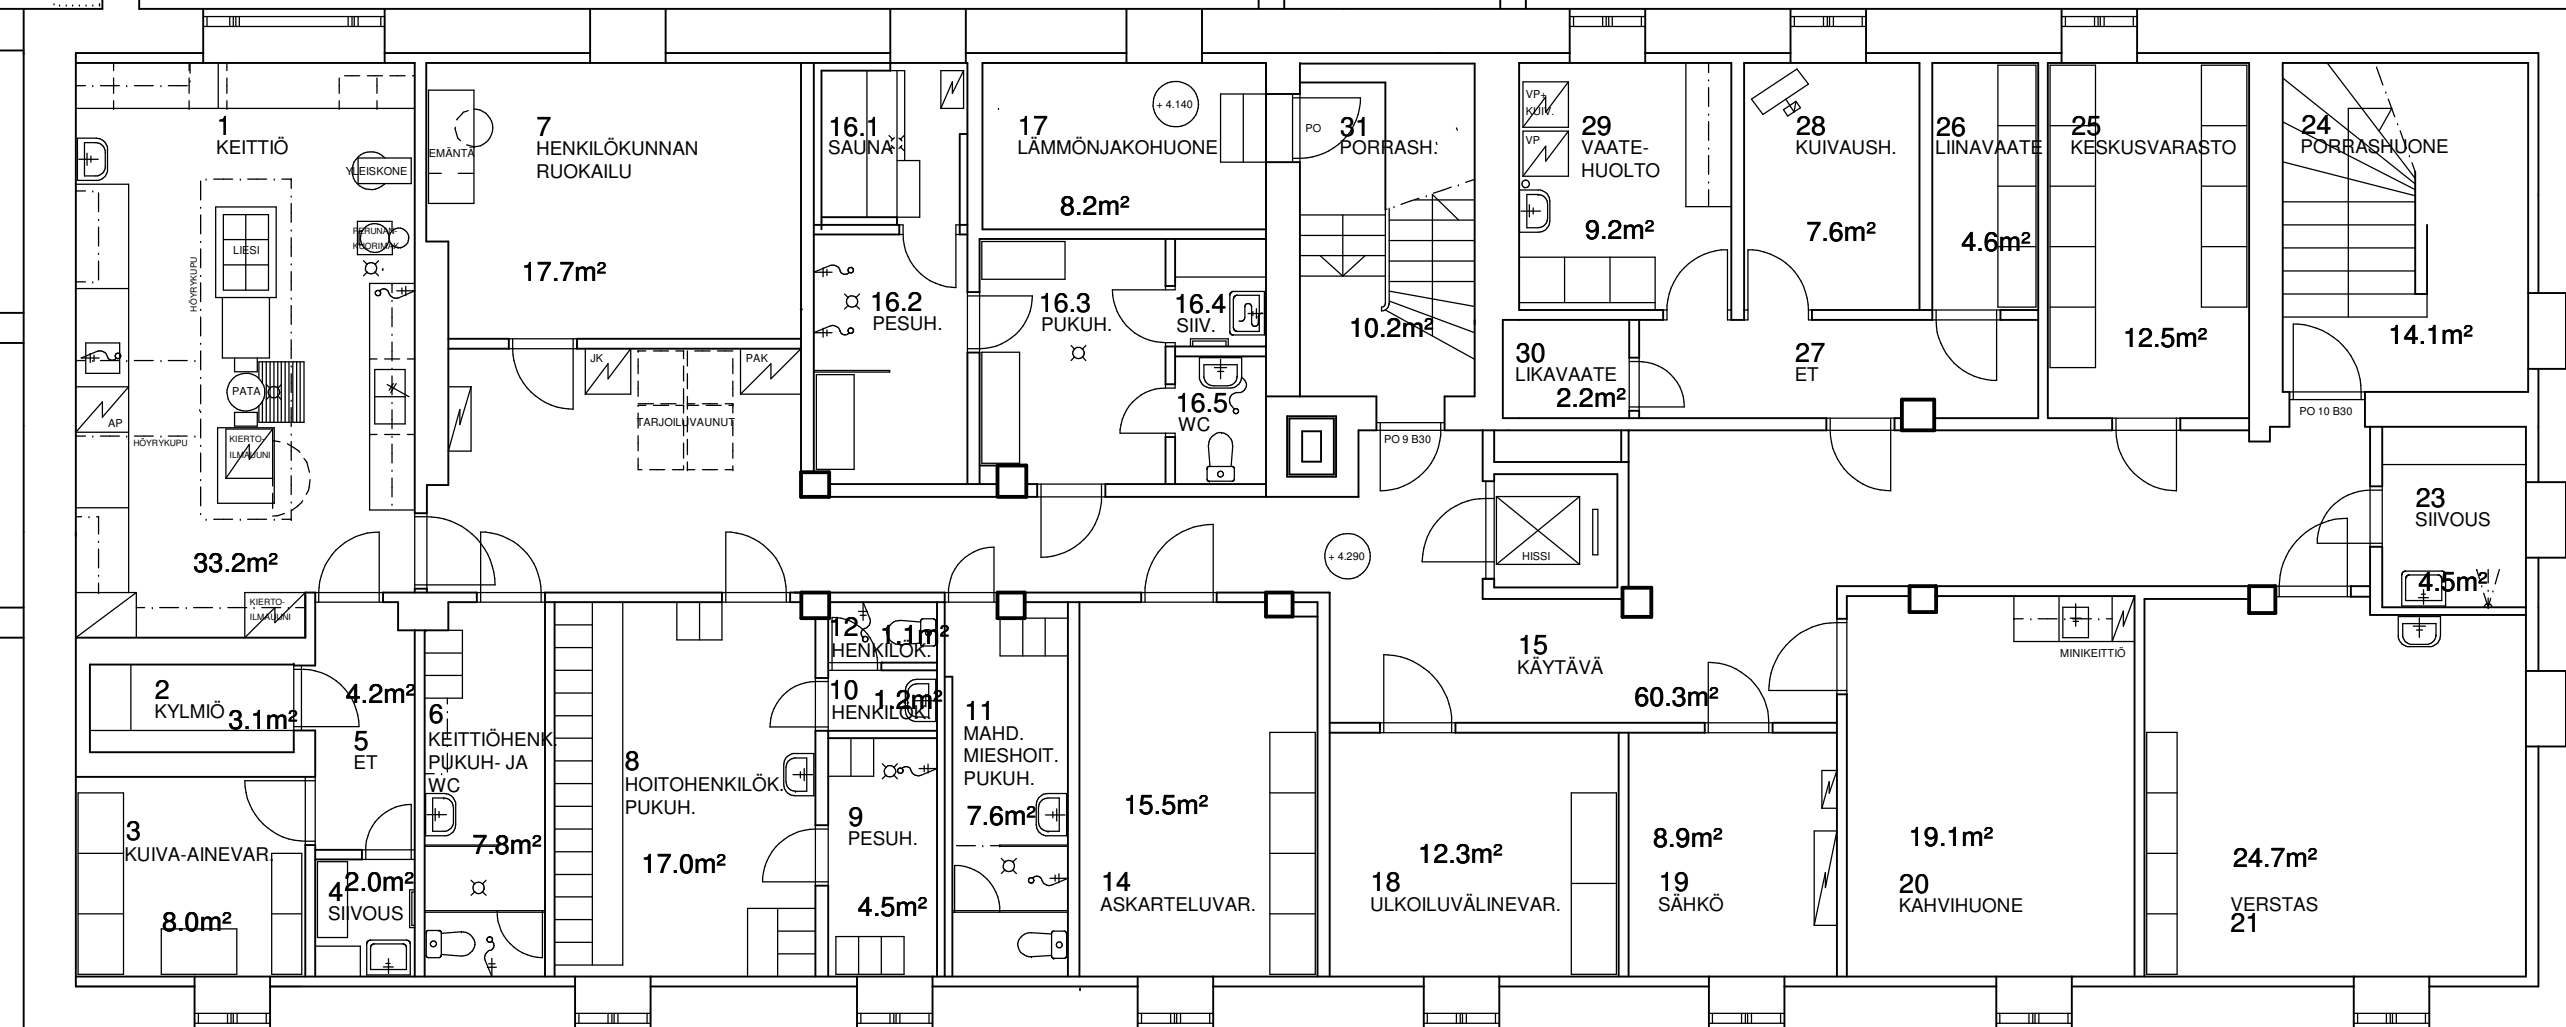 1
KEITTIÖ
YLEISKONE
PERUNAN-
KUORIMAK.
LIESI
HÖYRYKUPU
PATA
AP
HÖYRYKUPU
KIERTO-
ILMAUUNI
33.2m²
KIERTO-
ILMAUUNI
EMÄNTÄ
7
HENKILÖKUNNAN
RUOKAILU
17.7m²
JK
PAK
TARJOILUVAUNUT
16.1
SAUNA
16.2
PESUH.
17
LÄMMÖNJAKOHUONE
+ 4.140
8.2m²
16.3
PUKUH.
16.4
SIIV.
16.5
WC
PO
31
PORRASH.
10.2m²
PO 9 B30
VP+
KUIV.
VP
29
VAATE-
HUOLTO
9.2m²
28
KUIVAUSH.
7.6m²
26
LIINAVAATE
4.6m²
25
KESKUSVARASTO
12.5m²
24
PORRASHUONE
14.1m²
PO 10 B30
30
LIKAVAATE
2.2m²
27
ET
23
SIIVOUS
4.5m²
HISSI
+ 4.290
15
KÄYTÄVÄ
60.3m²
2
KYLMIÖ
3.1m²
4.2m²
5
ET
3
KUIVA-AINEVAR.
8.0m²
4
2.0m²
SIIVOUS
6
KEITTIÖHENK.
PUKUH- JA
WC
7.8m²
8
HOITOHENKILÖK.
PUKUH.
17.0m²
12
1.1m²
HENKILÖK.
10
1.2m²
HENKILÖK.
9
PESUH.
4.5m²
11
MAHD.
MIESHOIT.
PUKUH.
7.6m²
15.5m²
14
ASKARTELUVAR.
12.3m²
18
ULKOILUVÄLINEVAR.
8.9m²
19
SÄHKÖ
MINIKEITTIÖ
19.1m²
20
KAHVIHUONE
24.7m²
VERSTAS
21